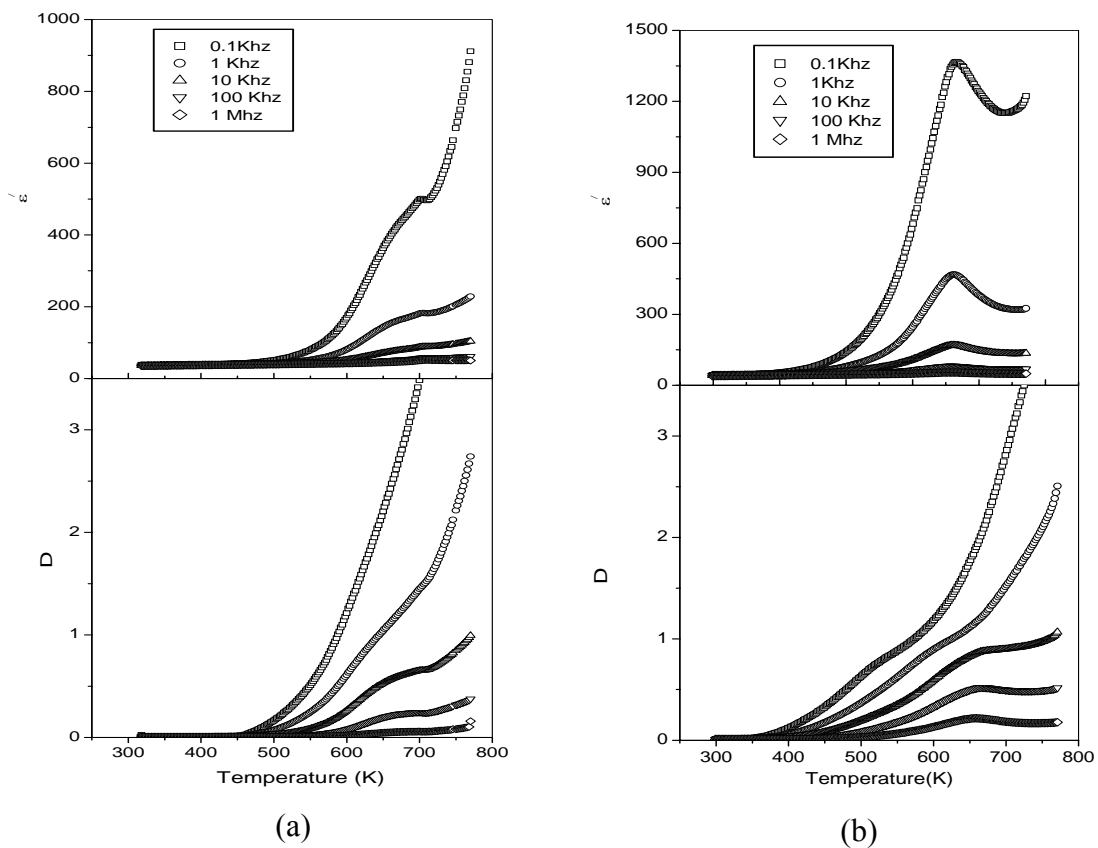 1000
800
600
400
200
0
ε/
0.1Khz
1 Khz
10 Khz
100 Khz
1 Mhz
3
2
1
0
D
300 400 500 600 700 800
Temperature (K)
(a)
1500
1200
900
600
300
0
ε/
0.1Khz
1Khz
10 Khz
100 Khz
1 Mhz
3
2
1
0
D
300 400 500 600 700 800
Temperature(K)
(b)